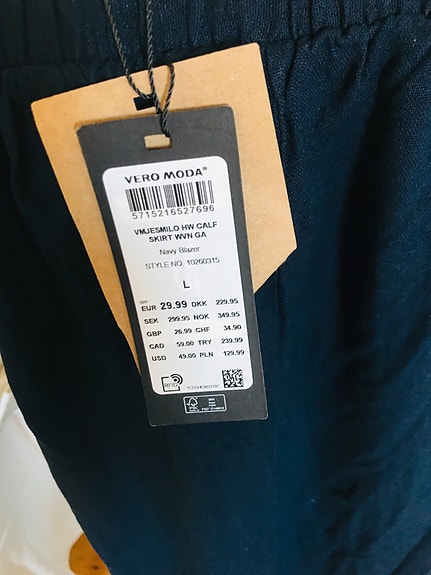 VERO MODA®
5715216527696
VMJESMILO HW CALF
SKIRT WVN GA
Navy Blazer
STYLE NO. 10260315
L
EUR 29.99 DKK 229.95
SEK 299.95 NOK 349.95
GBP 26.99 CHF 34.90
CAD 59.00 TRY 239.99
USD 49.00 PLN 129.99
RFID
FSC